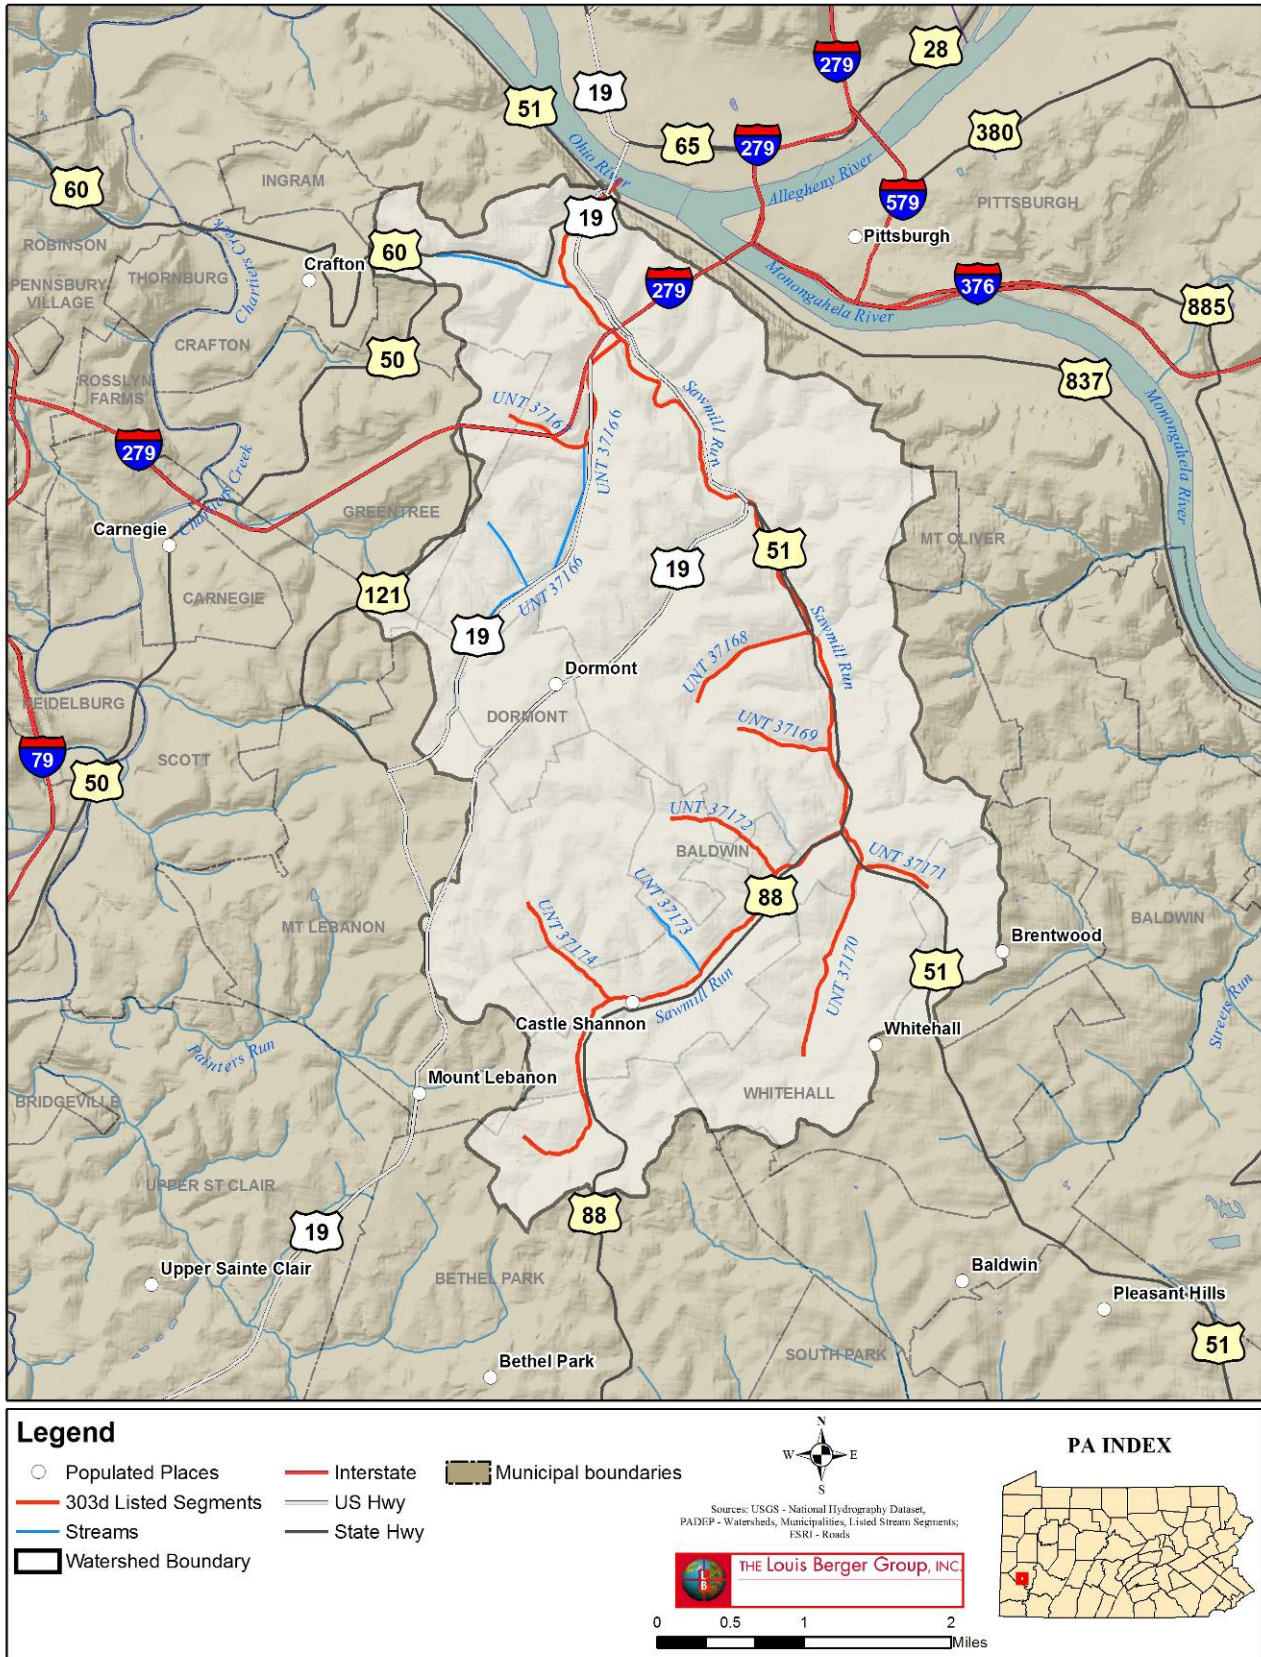 279
28
19
51
65
279
380
Ohio River
Allegheny River
60
INGRAM
579
PITTSBURGH
19
Pittsburgh
ROBINSON
Chartiers Creek
60
Crafton
THORNBURG
PENNSBURY
VILLAGE
279
Monongahela River
376
885
CRAFTON
50
837
ROSSLYN
FARMS
Sawmill Run
UNT 37166
Monongahela River
279
Chartiers Creek
GREENTREE
Carnegie
MT OLIVER
51
19
UNT 37166
121
CARNEGIE
19
Sawmill Run
UNT 37168
Dormont
HEIDELBURG
DORMONT
UNT 37169
79
SCOTT
50
UNT 37172
BALDWIN
UNT 37171
88
UNT 37173
MT LEBANON
BALDWIN
UNT 37174
Brentwood
UNT 37170
51
Sawmill Run
Streets Run
Castle Shannon
Whitehall
Painters Run
Mount Lebanon
BRIDGEVILLE
WHITEHALL
UPPER ST CLAIR
88
19
Upper Sainte Clair
BETHEL PARK
Baldwin
Pleasant Hills
51
SOUTH PARK
Bethel Park
Legend
Populated Places
303d Listed Segments
Streams
Watershed Boundary
Interstate
US Hwy
State Hwy
Municipal boundaries
N
W E
S
Sources: USGS - National Hydrography Dataset,
PADEP - Watersheds, Municipalities, Listed Stream Segments;
ESRI - Roads
L
B
THE Louis Berger Group, INC.
0 0.5 1 2
Miles
PA INDEX